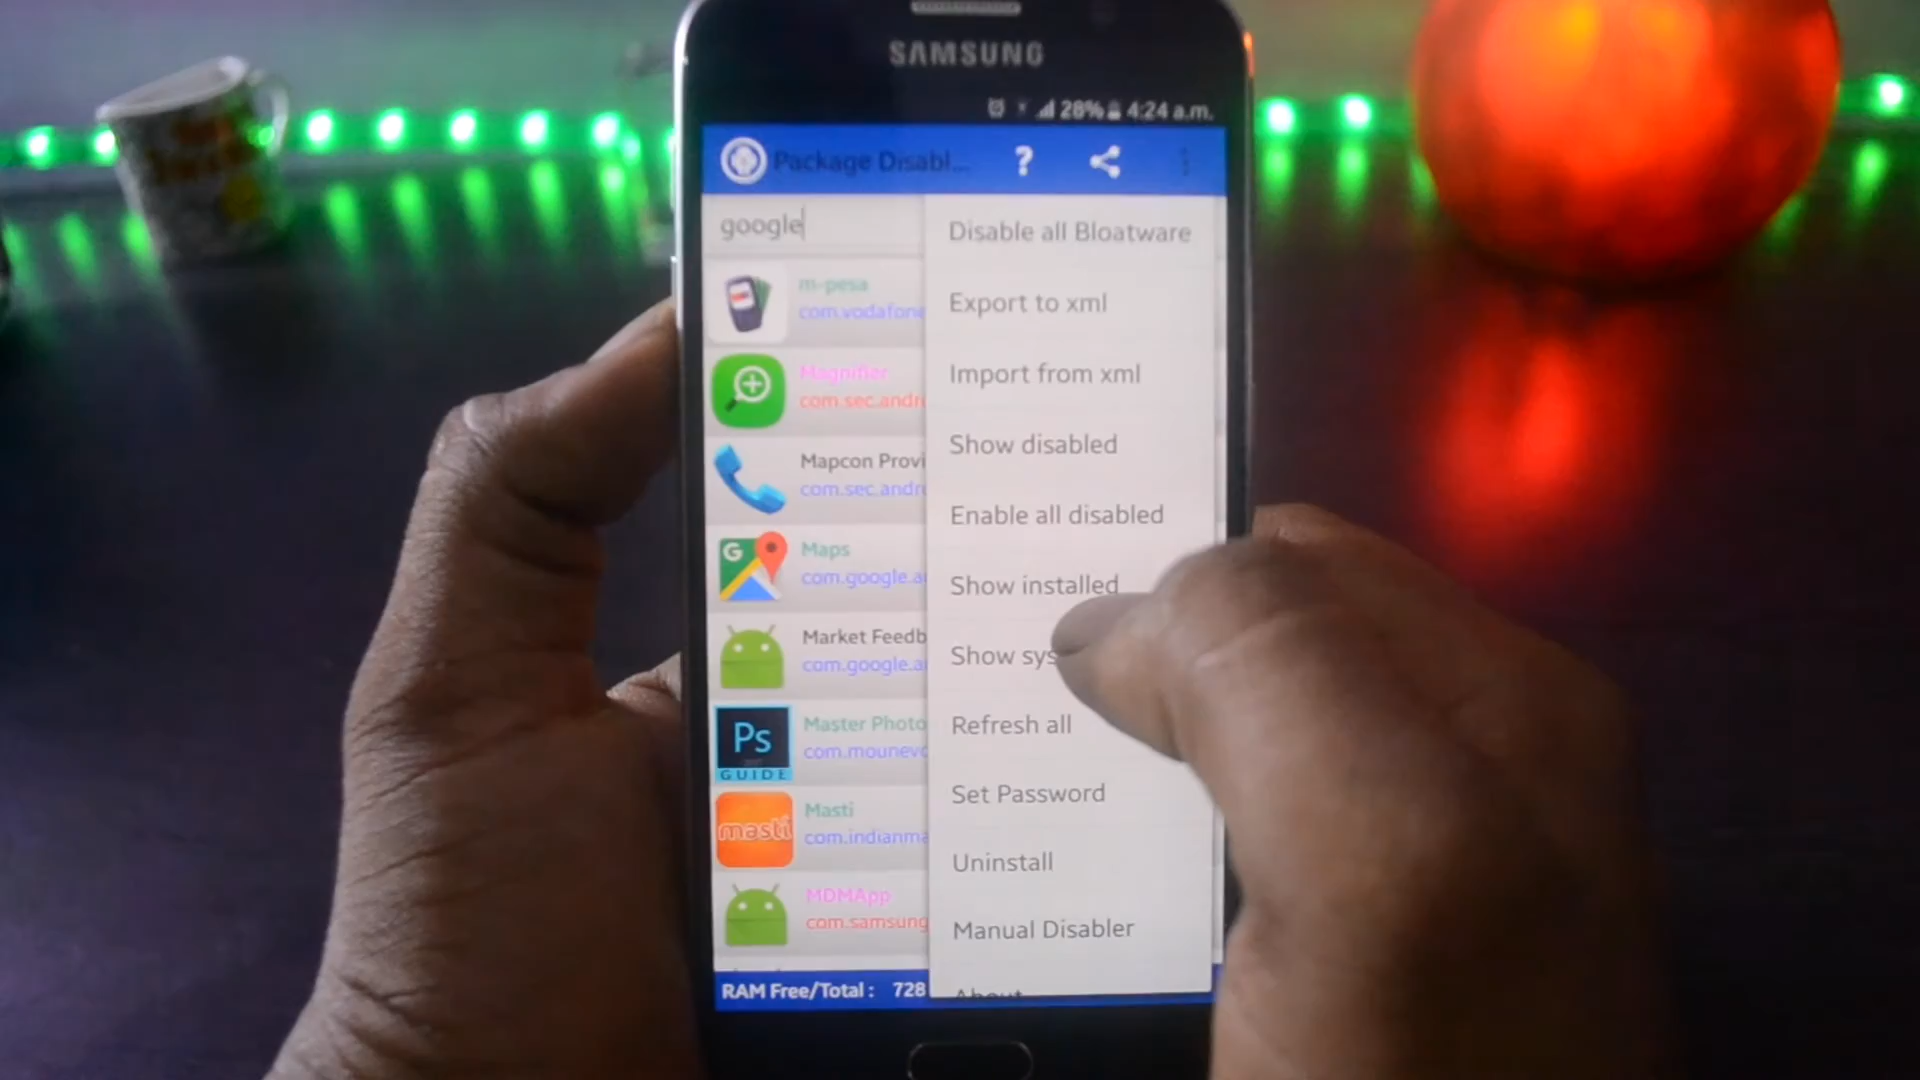 SAMSUNG
28% 4:24 a.m.
Package Disabl... ?
google
m-pesa
com.vodafone
Magnifier
com.sec.andr
Mapcon Provi
com.sec.andr
G
Maps
com.google.a
Market Feedb
com.google.a
Ps
GUIDE
Master Photo
com.mounevo
masti
Masti
com.indianma
MDMApp
com.samsung
RAM Free/Total : 728
Disable all Bloatware
Export to xml
Import from xml
Show disabled
Enable all disabled
Show installed
Show sys
Refresh all
Set Password
Uninstall
Manual Disabler
About